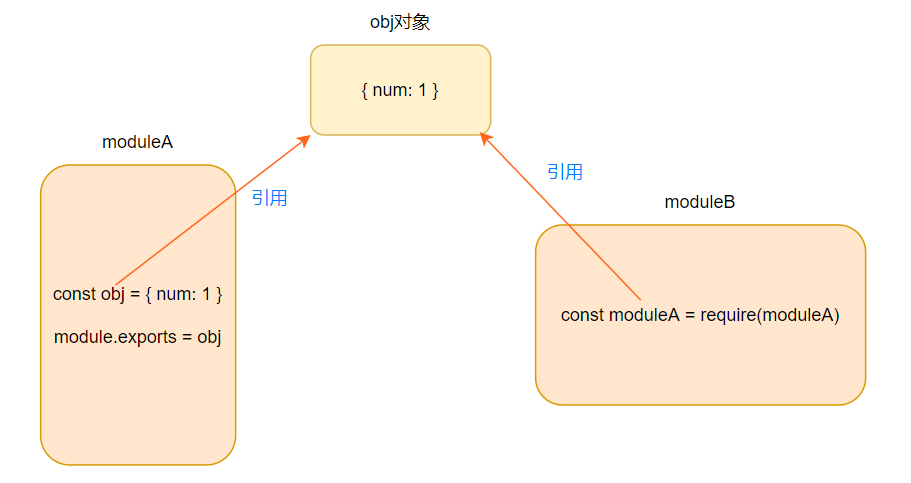 obj对象
{ num: 1 }
moduleA
引用
const obj = { num: 1 }
module.exports = obj
引用
moduleB
const moduleA = require(moduleA)